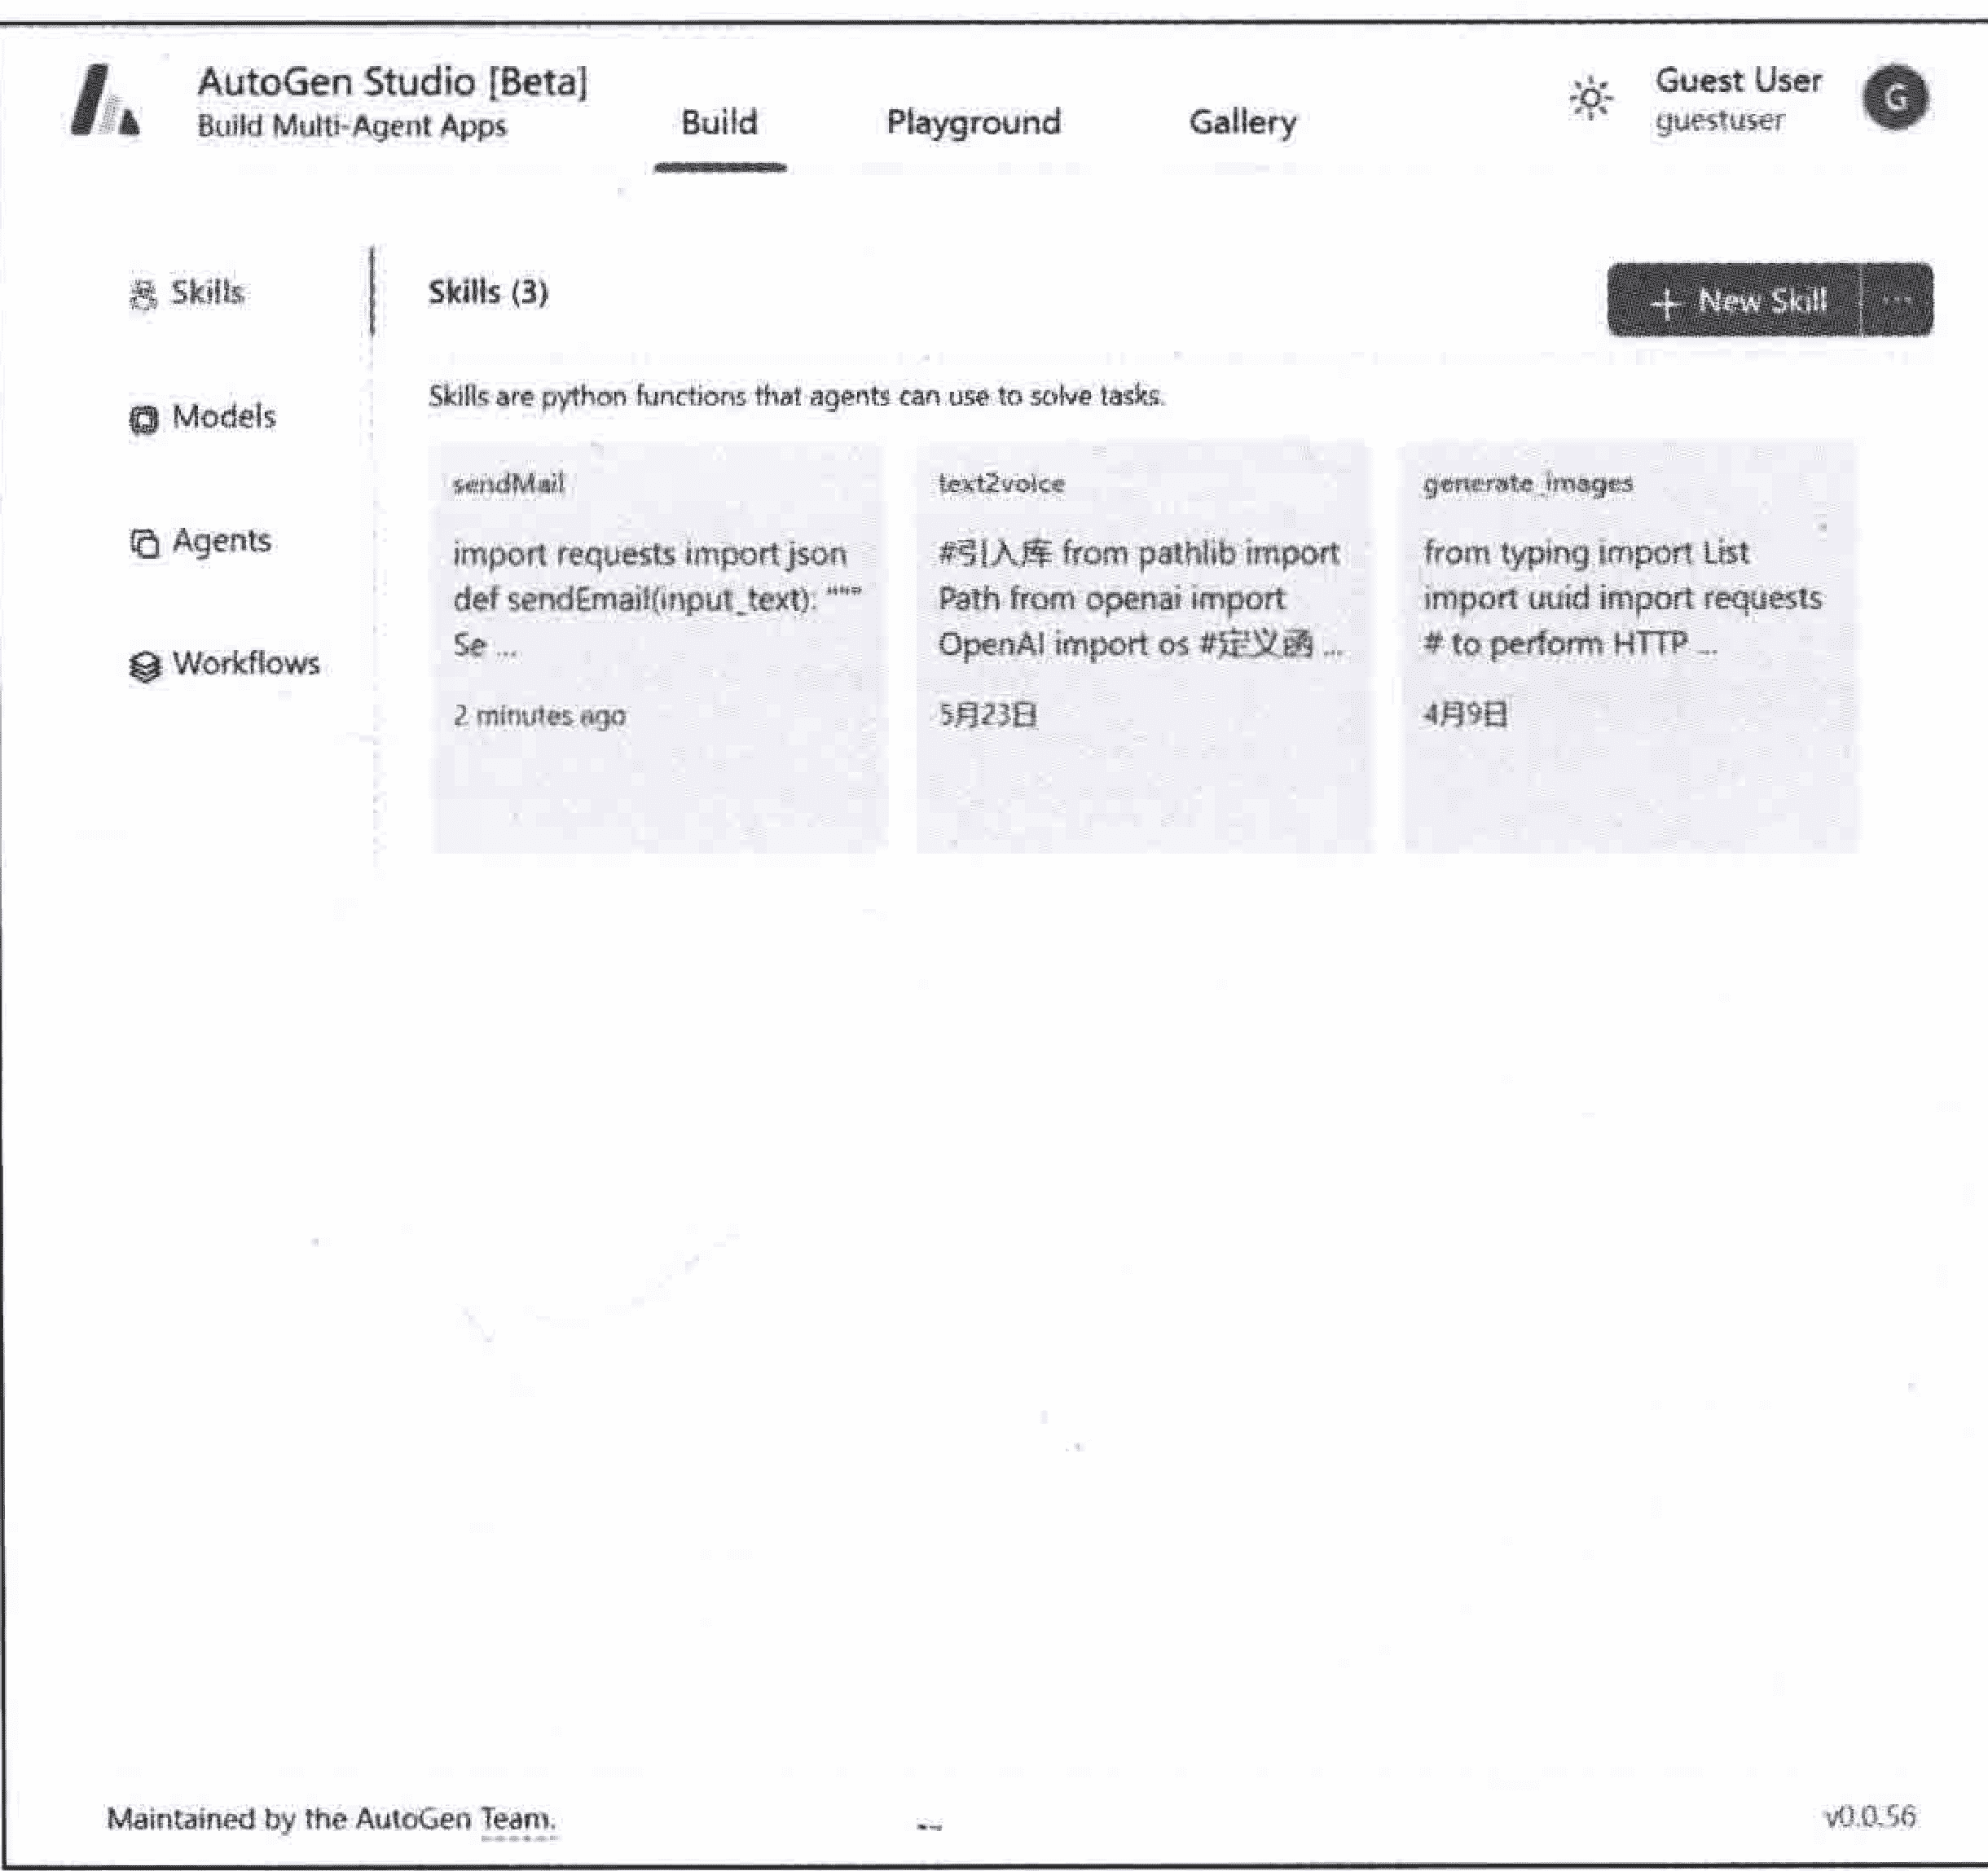 AutoGen Studio [Beta]
Build Multi-Agent Apps
Build
Playground
Gallery
Guest User
guestuser
G
Skills
Models
Agents
Workflows
Skills (3)
+ New Skill
...
Skills are python functions that agents can use to solve tasks.
sendMail
import requests import json
def sendEmail(input_text): """
Se ...
2 minutes ago
text2voice
#引入库 from pathlib import
Path from openai import
OpenAI import os #定义函 ...
5月23日
generate_images
from typing import List
import uuid import requests
# to perform HTTP ...
4月9日
Maintained by the AutoGen Team.
v0.0.56